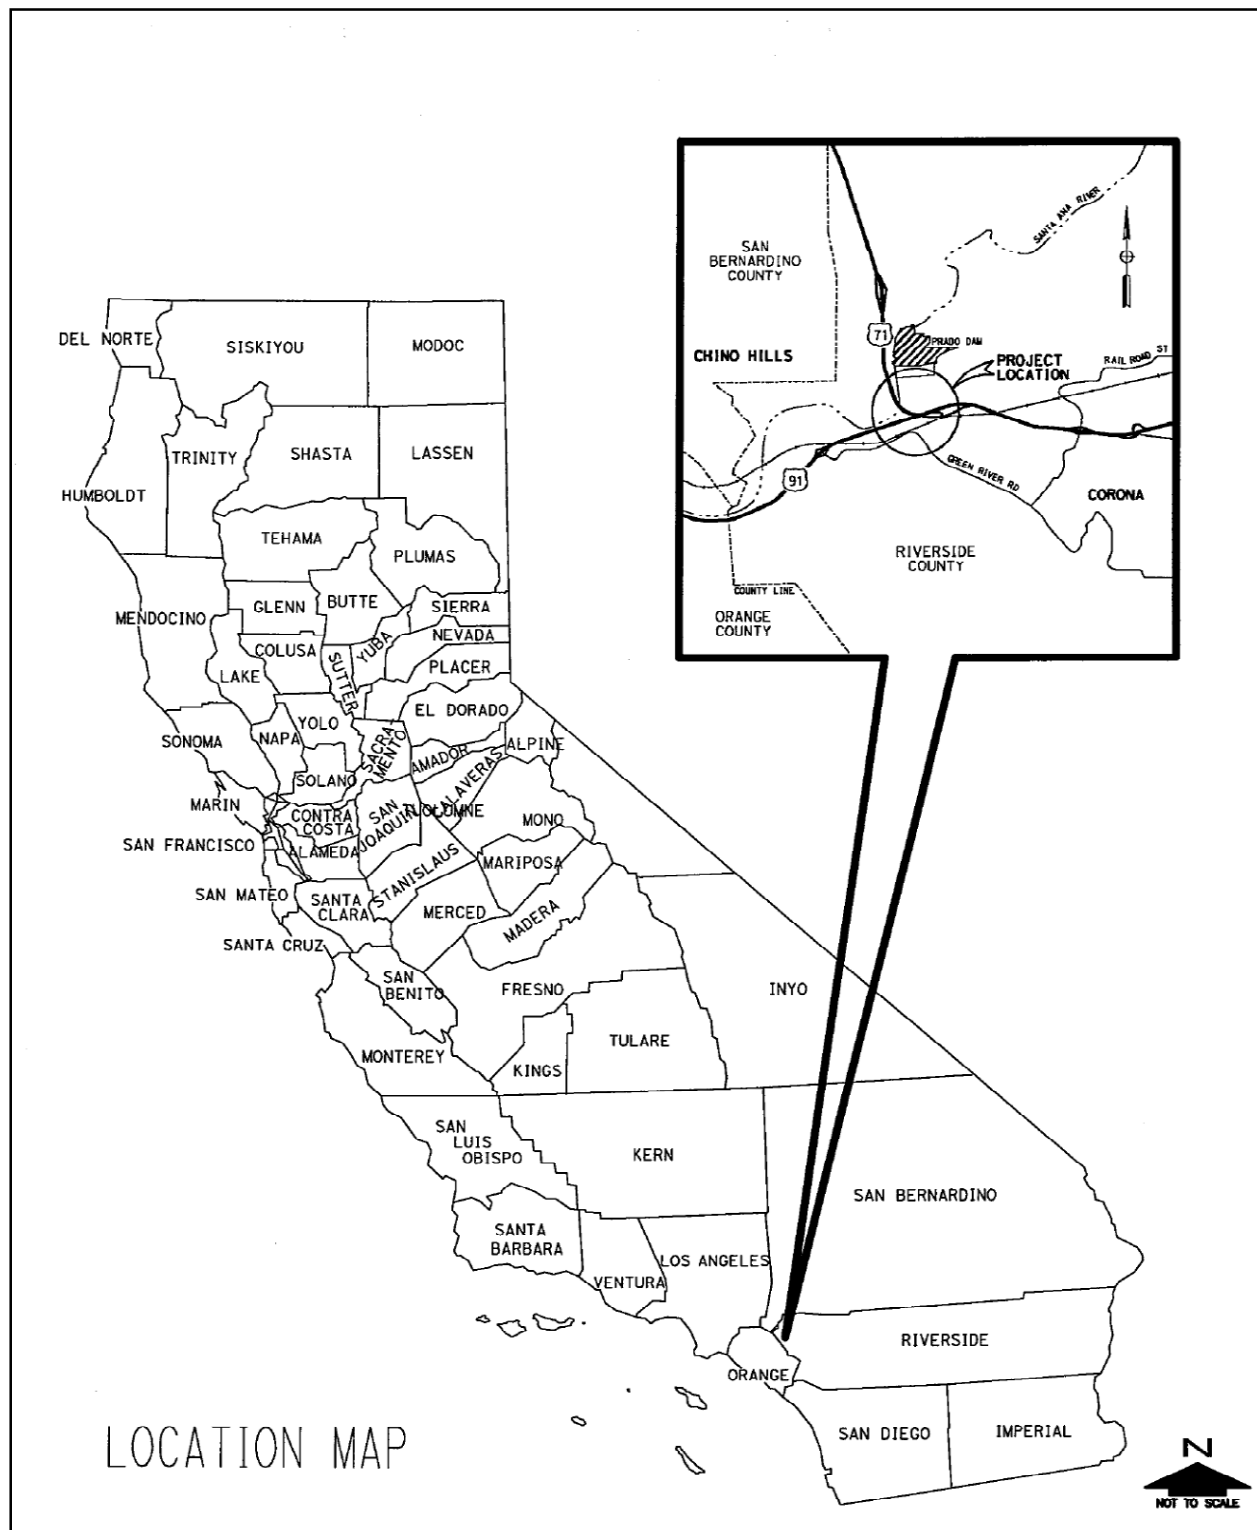 SANTA ANA RIVER
SAN
BERNARDINO
COUNTY
71
PRADO DAM
CHINO HILLS
PROJECT
LOCATION
RAIL ROAD ST
GREEN RIVER RD
91
CORONA
RIVERSIDE
COUNTY
COUNTY LINE
ORANGE
COUNTY
DEL NORTE
SISKIYOU
MODOC
TRINITY
SHASTA
LASSEN
HUMBOLDT
TEHAMA
PLUMAS
GLENN
BUTTE
SIERRA
MENDOCINO
COLUSA
YUBA
NEVADA
LAKE
SUTTER
PLACER
SONOMA
NAPA
YOLO
EL DORADO
SACRA-
MENTO
AMADOR
ALPINE
SOLANO
CALAVERAS
MARIN
CONTRA
COSTA
SAN
JOAQUIN
TUOLUMNE
MONO
SAN FRANCISCO
ALAMEDA
STANISLAUS
MARIPOSA
SAN MATEO
SANTA
CLARA
MERCED
MADERA
SANTA CRUZ
SAN
BENITO
FRESNO
INYO
MONTEREY
KINGS
TULARE
SAN
LUIS
OBISPO
KERN
SAN BERNARDINO
SANTA
BARBARA
VENTURA
LOS ANGELES
RIVERSIDE
ORANGE
SAN DIEGO
IMPERIAL
LOCATION MAP
N
NOT TO SCALE